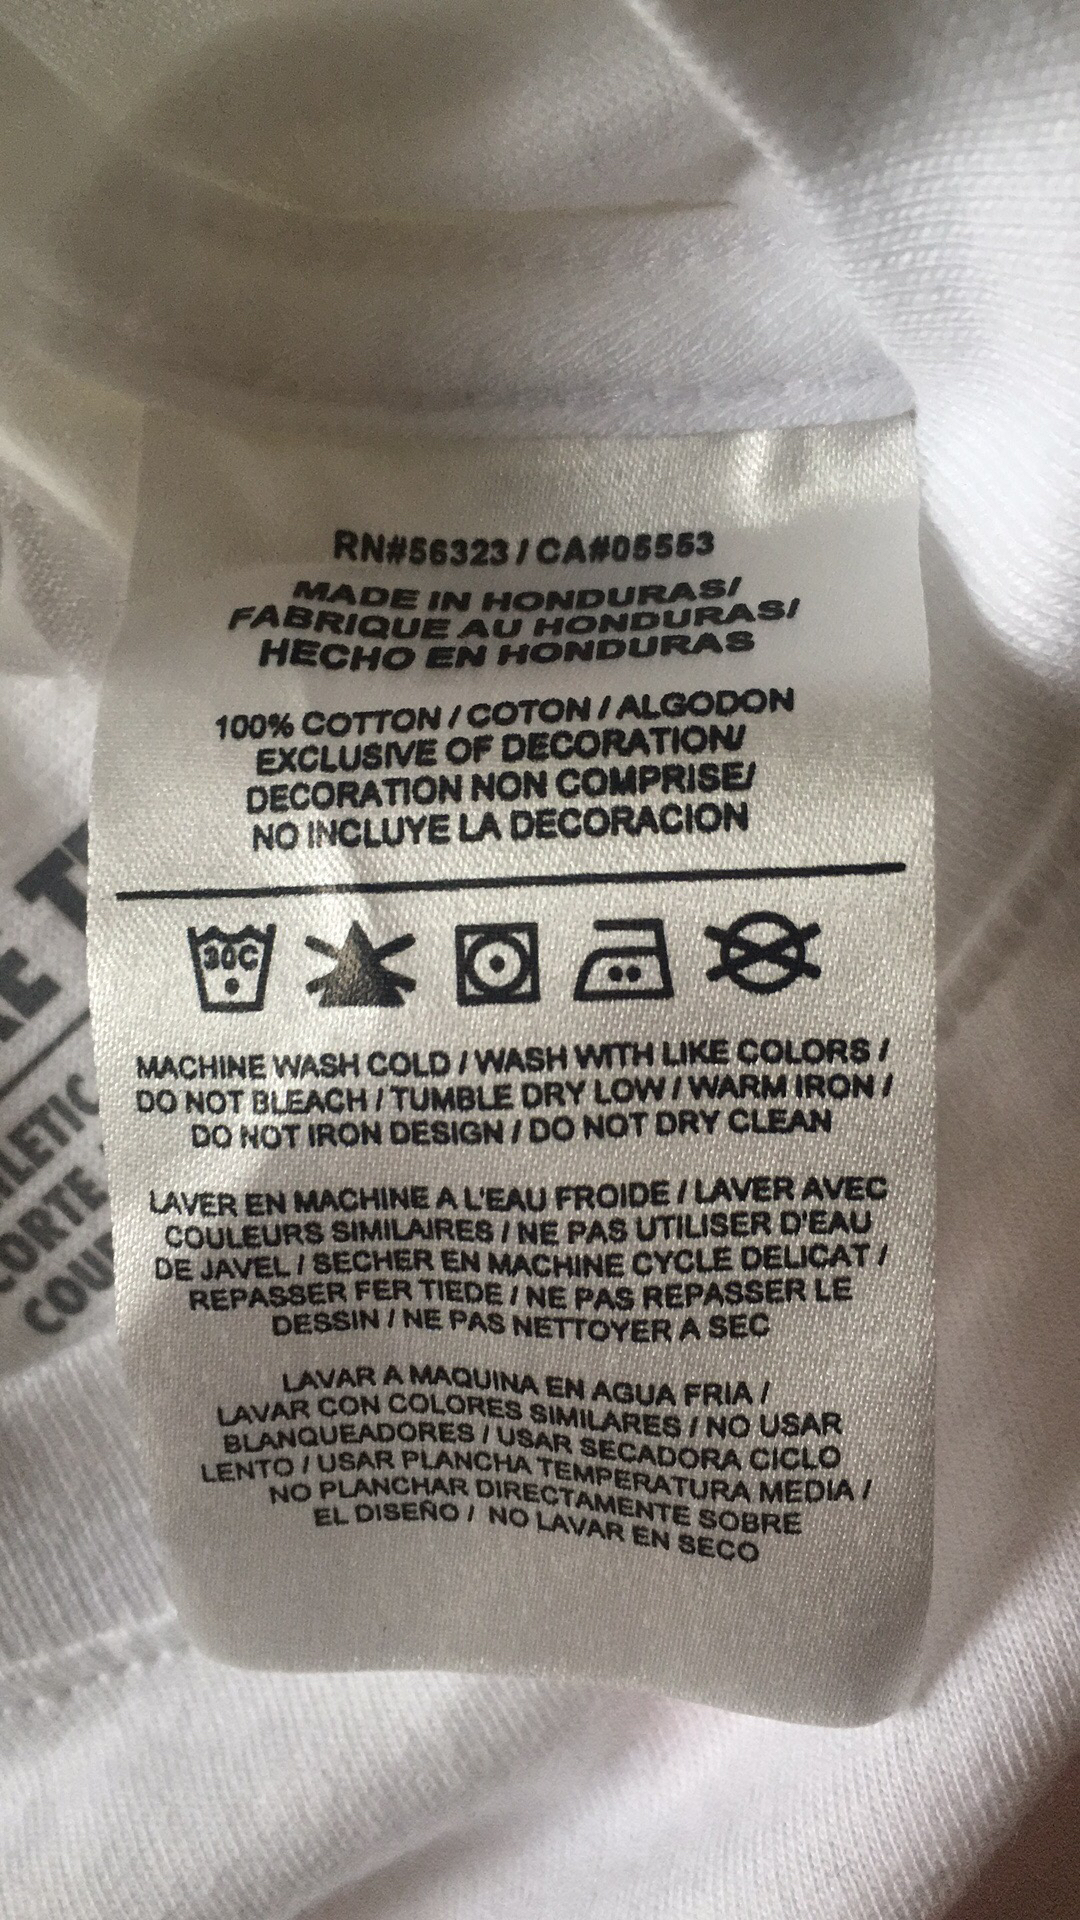 RN#56323 / CA#05553
MADE IN HONDURAS/
FABRIQUE AU HONDURAS/
HECHO EN HONDURAS
100% COTTON / COTON / ALGODON
EXCLUSIVE OF DECORATION/
DECORATION NON COMPRISE/
NO INCLUYE LA DECORACION
30C
MACHINE WASH COLD / WASH WITH LIKE COLORS /
DO NOT BLEACH / TUMBLE DRY LOW / WARM IRON /
DO NOT IRON DESIGN / DO NOT DRY CLEAN
LAVER EN MACHINE A L'EAU FROIDE / LAVER AVEC
COULEURS SIMILAIRES / NE PAS UTILISER D'EAU
DE JAVEL / SECHER EN MACHINE CYCLE DELICAT /
REPASSER FER TIEDE / NE PAS REPASSER LE
DESSIN / NE PAS NETTOYER A SEC
LAVAR A MAQUINA EN AGUA FRIA /
LAVAR CON COLORES SIMILARES / NO USAR
BLANQUEADORES / USAR SECADORA CICLO
LENTO / USAR PLANCHA TEMPERATURA MEDIA /
NO PLANCHAR DIRECTAMENTE SOBRE
EL DISEÑO / NO LAVAR EN SECO